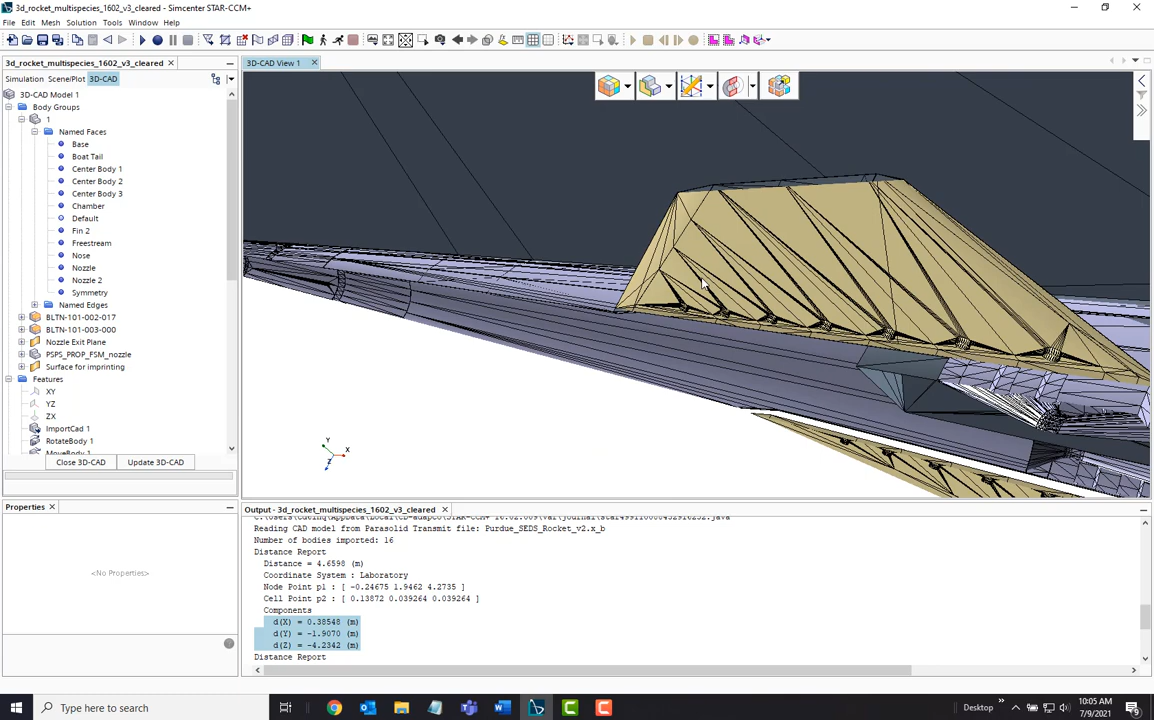 3d_rocket_multispecies_1602_v3_cleared - Simcenter STAR-CCM+
File Edit Mesh Solution Tools Window Help
3d_rocket_multispecies_1602_v3_cleared
3D-CAD View 1
Simulation Scene/Plot 3D-CAD
3D-CAD Model 1
Body Groups
1
Named Faces
Base
Boat Tail
Center Body 1
Center Body 2
Center Body 3
Chamber
Default
Fin 2
Freestream
Nose
Nozzle
Nozzle 2
Symmetry
Named Edges
BLTN-101-002-017
BLTN-101-003-000
Nozzle Exit Plane
PSPS_PROP_FSM_nozzle
Surface for imprinting
Features
XY
YZ
ZX
ImportCad 1
RotateBody 1
Close 3D-CAD Update 3D-CAD
Y
X
Z
Properties
<No Properties>
Output - 3d_rocket_multispecies_1602_v3_cleared
Reading CAD model from Parasolid Transmit file: Purdue_SEDS_Rocket_v2.x_b
Number of bodies imported: 16
Distance Report
Distance = 4.6598 (m)
Coordinate System : Laboratory
Node Point p1 : [ -0.24675 1.9462 4.2735 ]
Cell Point p2 : [ 0.13872 0.039264 0.039264 ]
Components
d(X) = 0.38548 (m)
d(Y) = -1.9070 (m)
d(Z) = -4.2342 (m)
Distance Report
Type here to search
Desktop
10:05 AM
7/9/2021